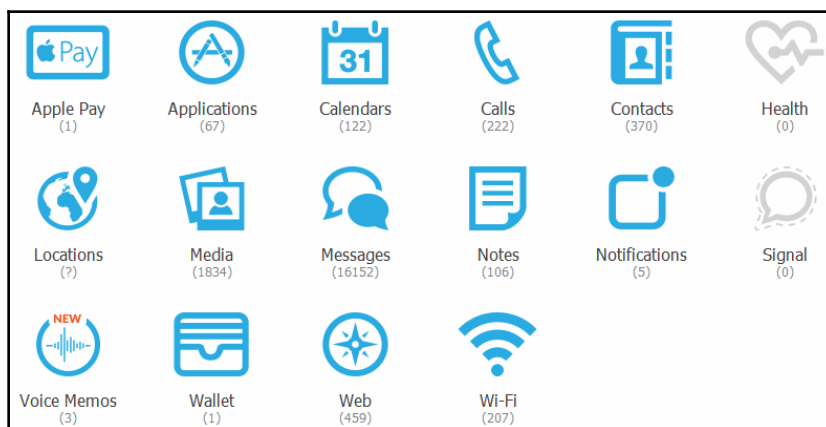 Pay
31
Apple Pay Applications Calendars Calls Contacts Health
(1) (67) (122) (222) (370) (0)
Locations Media Messages Notes Notifications Signal
(?) (1834) (16152) (106) (5) (0)
NEW
Voice Memos Wallet Web Wi-Fi
(3) (1) (459) (207)